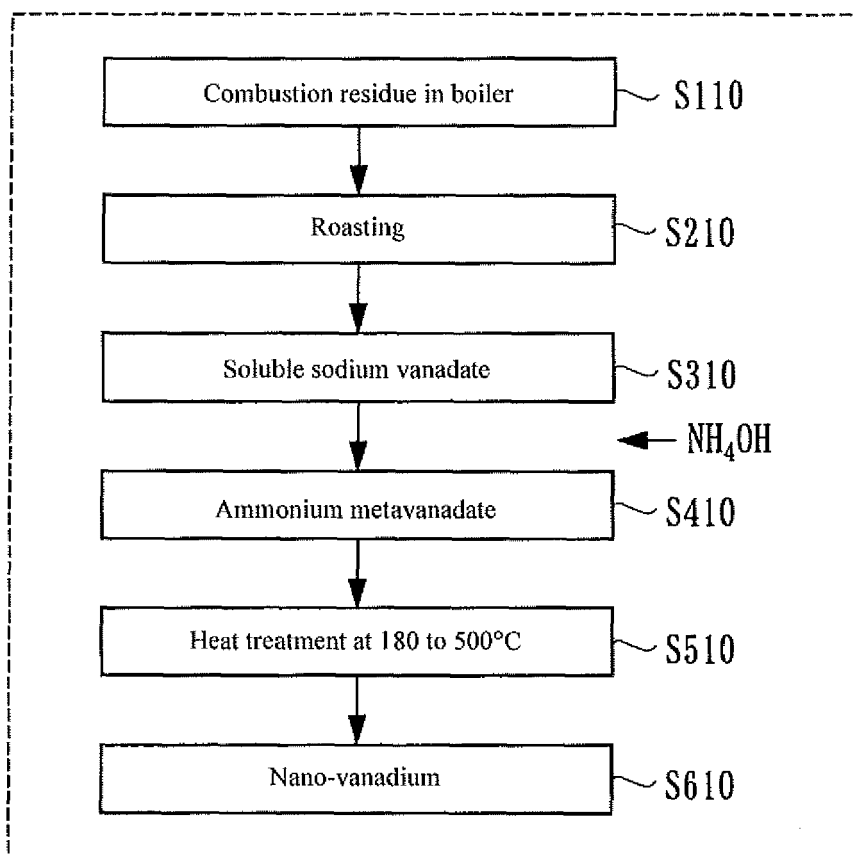 Combustion residue in boiler S110
Roasting S210
Soluble sodium vanadate S310
NH₄OH
Ammonium metavanadate S410
Heat treatment at 180 to 500°C S510
Nano-vanadium S610